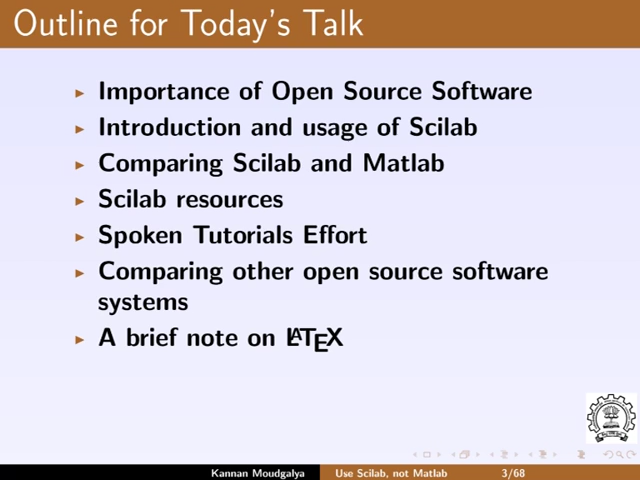 Outline for Today's Talk
Importance of Open Source Software
Introduction and usage of Scilab
Comparing Scilab and Matlab
Scilab resources
Spoken Tutorials Effort
Comparing other open source software
systems
A brief note on LATEX
Kannan Moudgalya Use Scilab, not Matlab 3/68